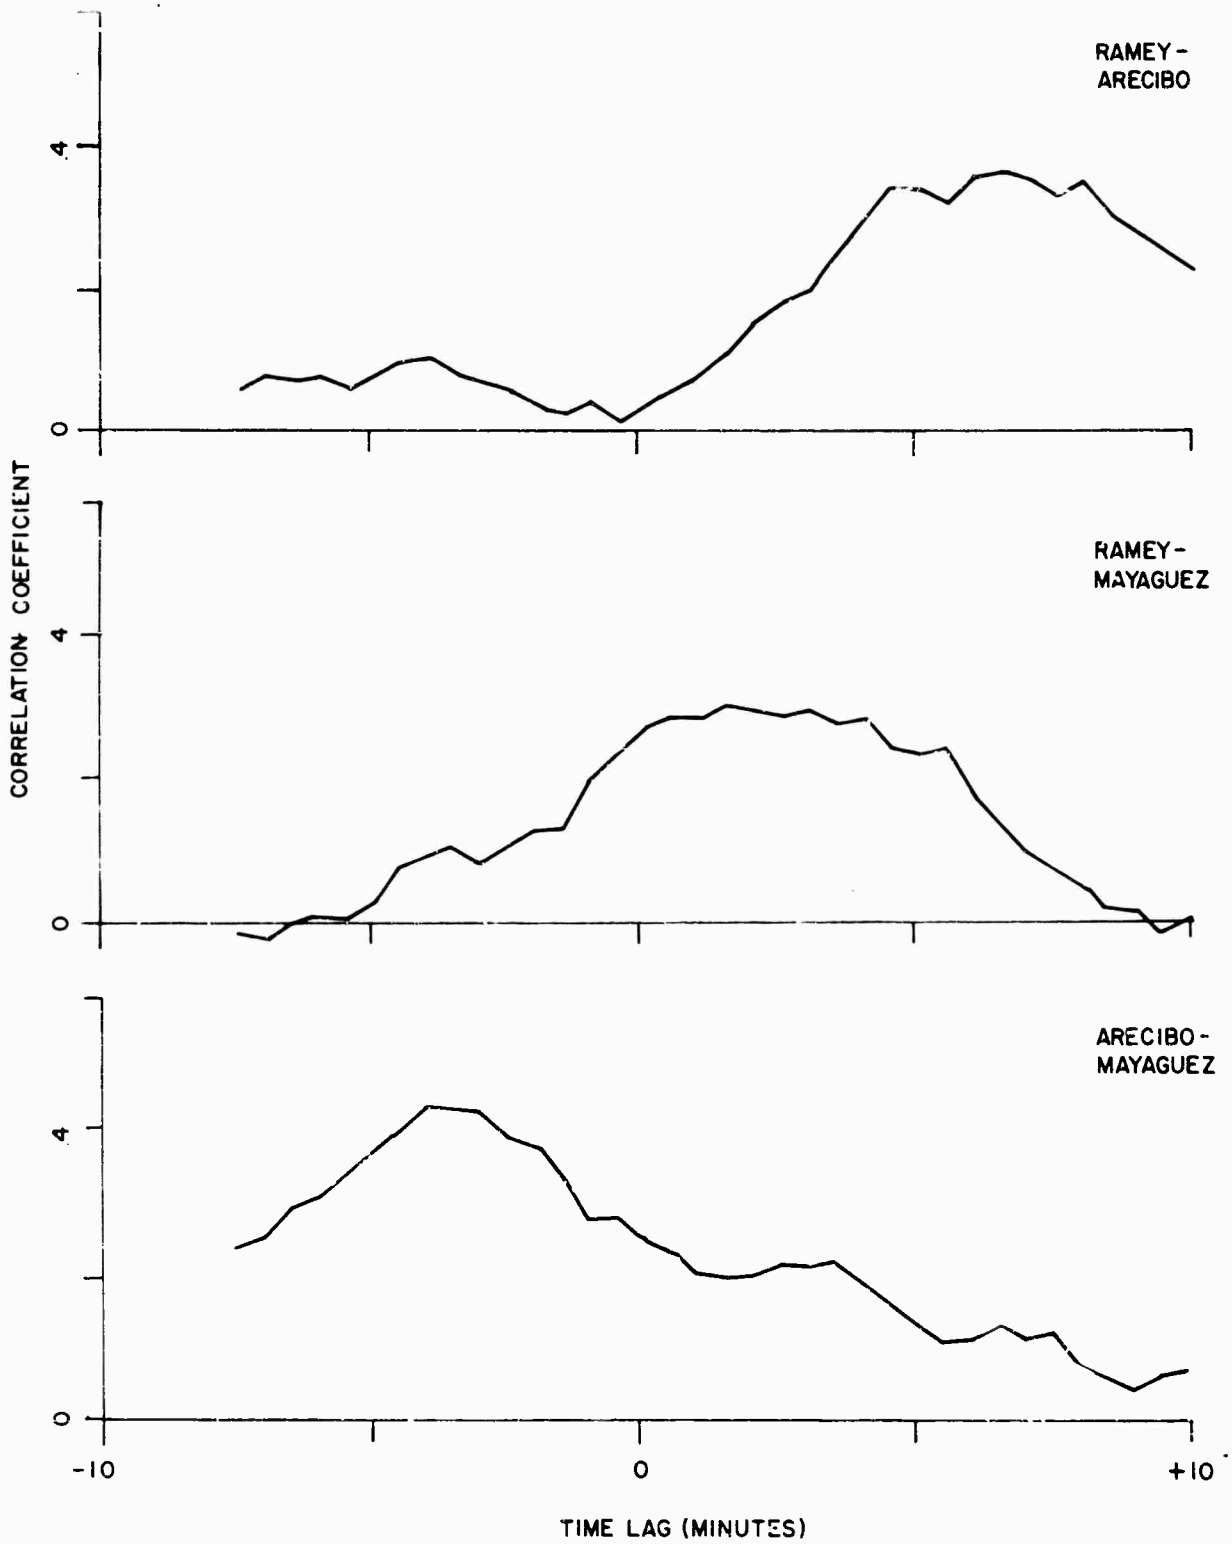 RAMEY-
ARECIBO
.4
0
CORRELATION COEFFICIENT
RAMEY-
MAYAGUEZ
4
0
ARECIBO-
MAYAGUEZ
.4
0
-10 0 +10
TIME LAG (MINUTES)